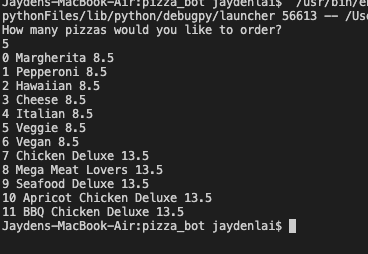 Jaydens-MacBook-Air:pizza_bot jaydenlai$ /usr/bin/e
pythonFiles/lib/python/debugpy/launcher 56613 -- /Us
How many pizzas would you like to order?
5
0 Margherita 8.5
1 Pepperoni 8.5
2 Hawaiian 8.5
3 Cheese 8.5
4 Italian 8.5
5 Veggie 8.5
6 Vegan 8.5
7 Chicken Deluxe 13.5
8 Mega Meat Lovers 13.5
9 Seafood Deluxe 13.5
10 Apricot Chicken Deluxe 13.5
11 BBQ Chicken Deluxe 13.5
Jaydens-MacBook-Air:pizza_bot jaydenlai$